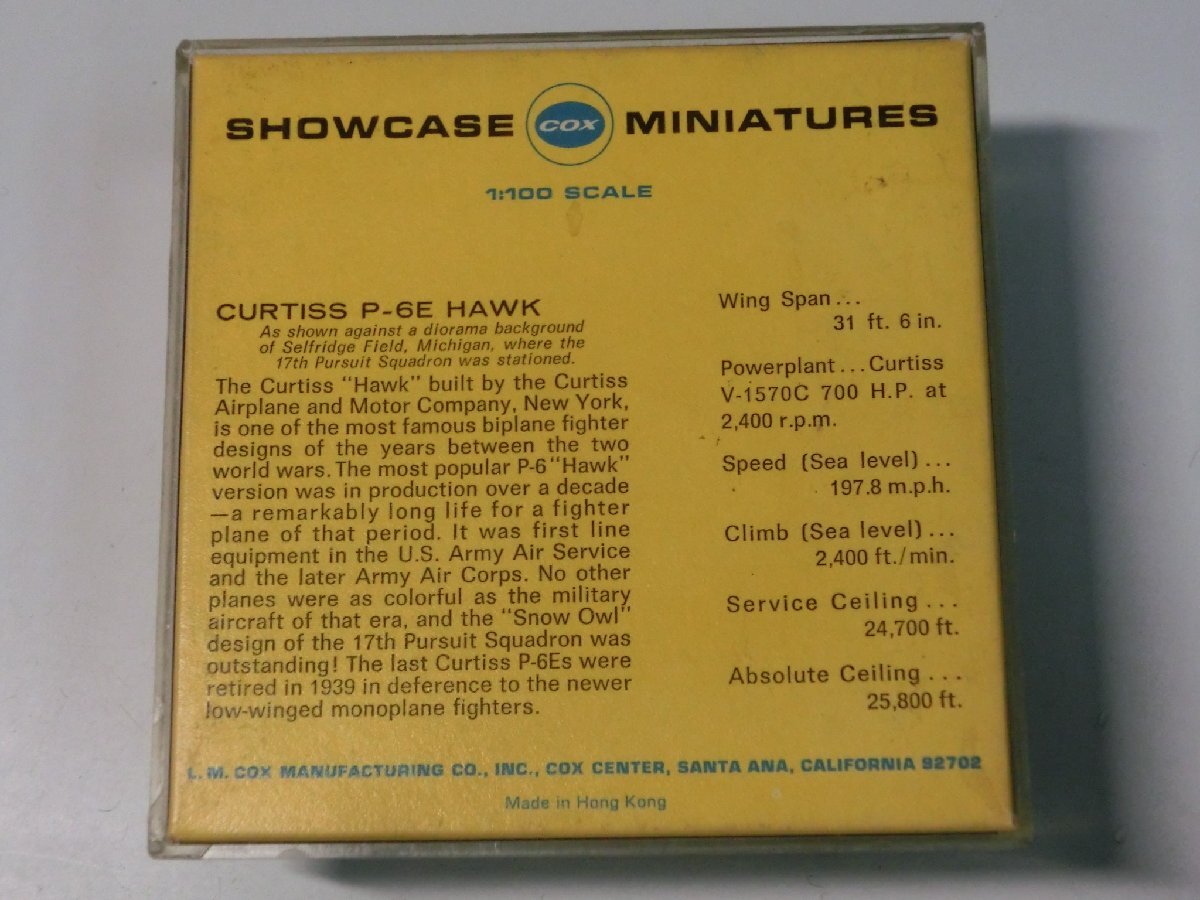 SHOWCASE COX MINIATURES
1:100 SCALE
CURTISS P-6E HAWK
As shown against a diorama background
of Selfridge Field, Michigan, where the
17th Pursuit Squadron was stationed.
The Curtiss "Hawk" built by the Curtiss
Airplane and Motor Company, New York,
is one of the most famous biplane fighter
designs of the years between the two
world wars. The most popular P-6 "Hawk"
version was in production over a decade
—a remarkably long life for a fighter
plane of that period. It was first line
equipment in the U.S. Army Air Service
and the later Army Air Corps. No other
planes were as colorful as the military
aircraft of that era, and the "Snow Owl"
design of the 17th Pursuit Squadron was
outstanding! The last Curtiss P-6Es were
retired in 1939 in deference to the newer
low-winged monoplane fighters.
Wing Span...
31 ft. 6 in.
Powerplant...Curtiss
V-1570C 700 H.P. at
2,400 r.p.m.
Speed (Sea level)...
197.8 m.p.h.
Climb (Sea level)...
2,400 ft./min.
Service Ceiling...
24,700 ft.
Absolute Ceiling...
25,800 ft.
L. M. COX MANUFACTURING CO., INC., COX CENTER, SANTA ANA, CALIFORNIA 92702
Made in Hong Kong